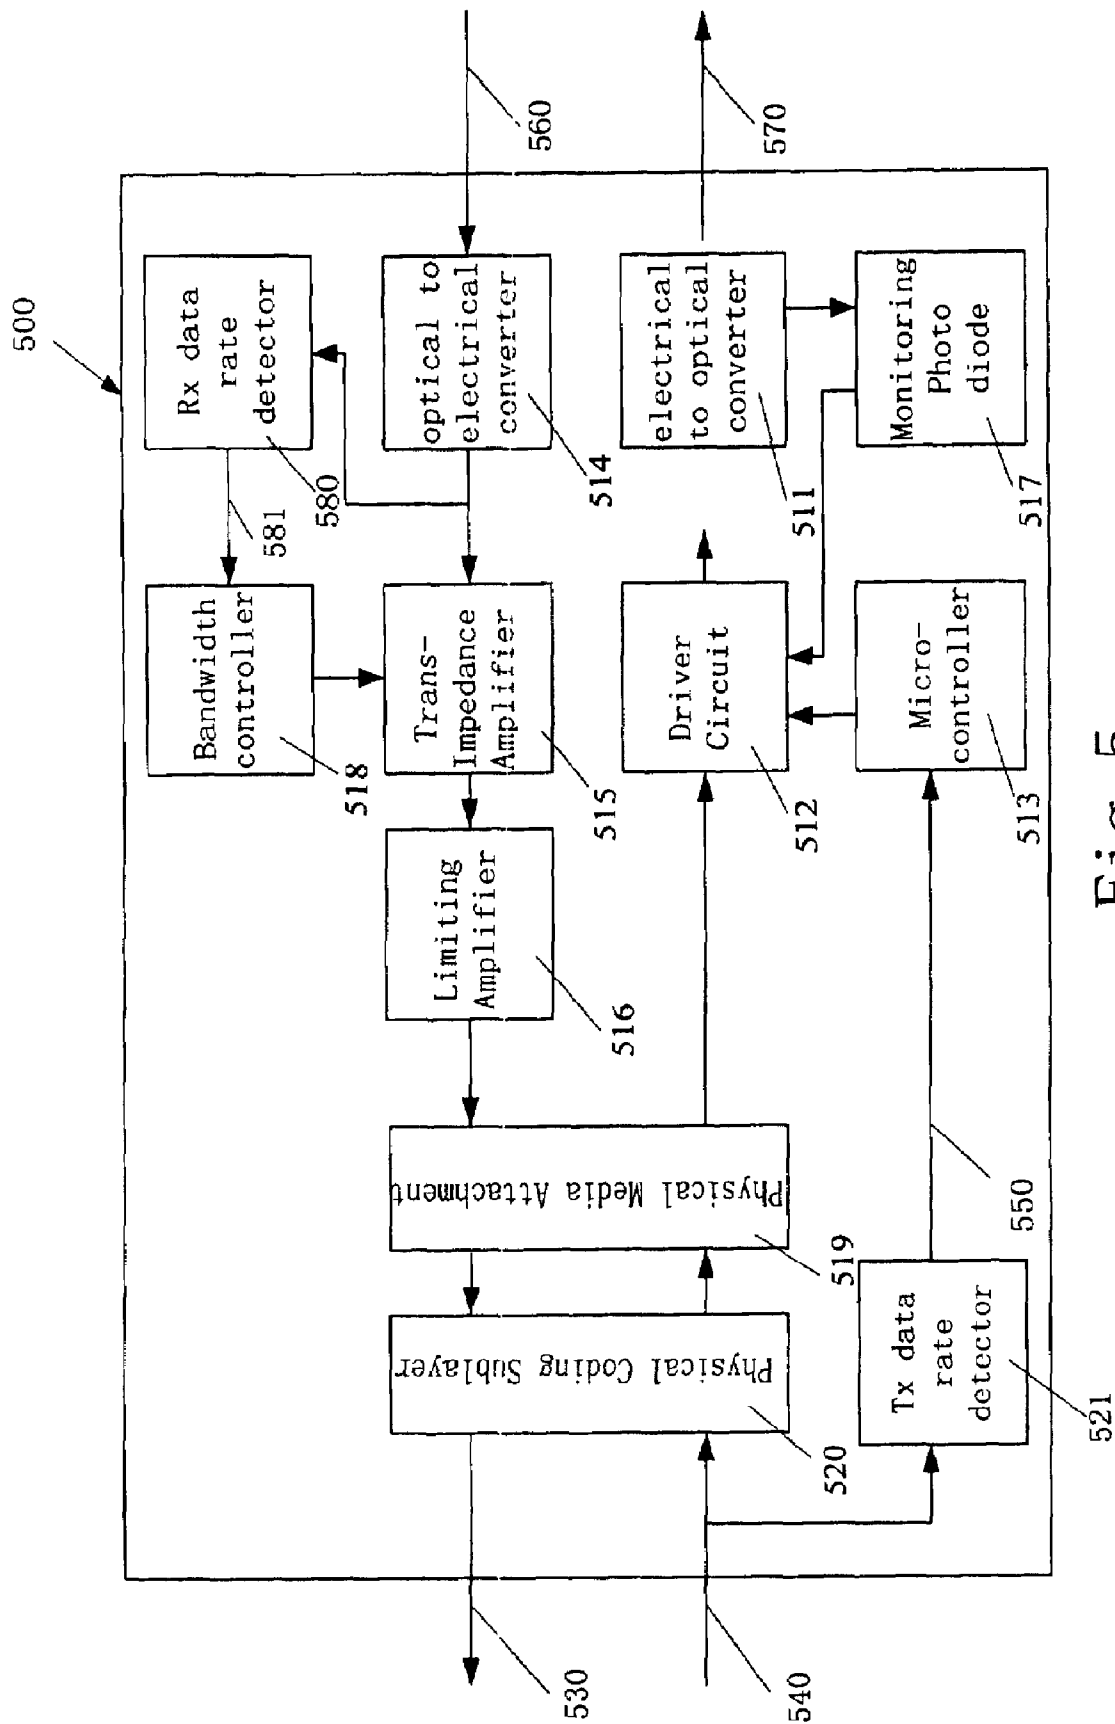 500
Rx data
rate
detector
580
581
Bandwidth
controller
518
560
optical to
electrical
converter
514
Trans-
Impedance
Amplifier
515
Limiting
Amplifier
516
Physical Media Attachment
519
Physical Coding Sublayer
520
530
570
electrical
to optical
converter
511
Driver
Circuit
512
540
Monitoring
Photo
diode
517
Micro-
controller
513
550
Tx data
rate
detector
521
Fig. 5